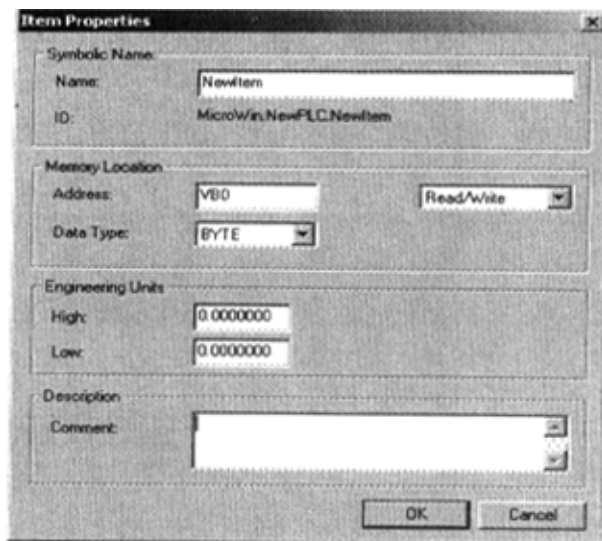 Item Properties
Symbolic Name:
Name: NewItem
ID: MicroWin.NewPLC.NewItem
Memory Location
Address: VB0 Read/Write
Data Type: BYTE
Engineering Units
High: 0.0000000
Low: 0.0000000
Description
Comment:
OK Cancel